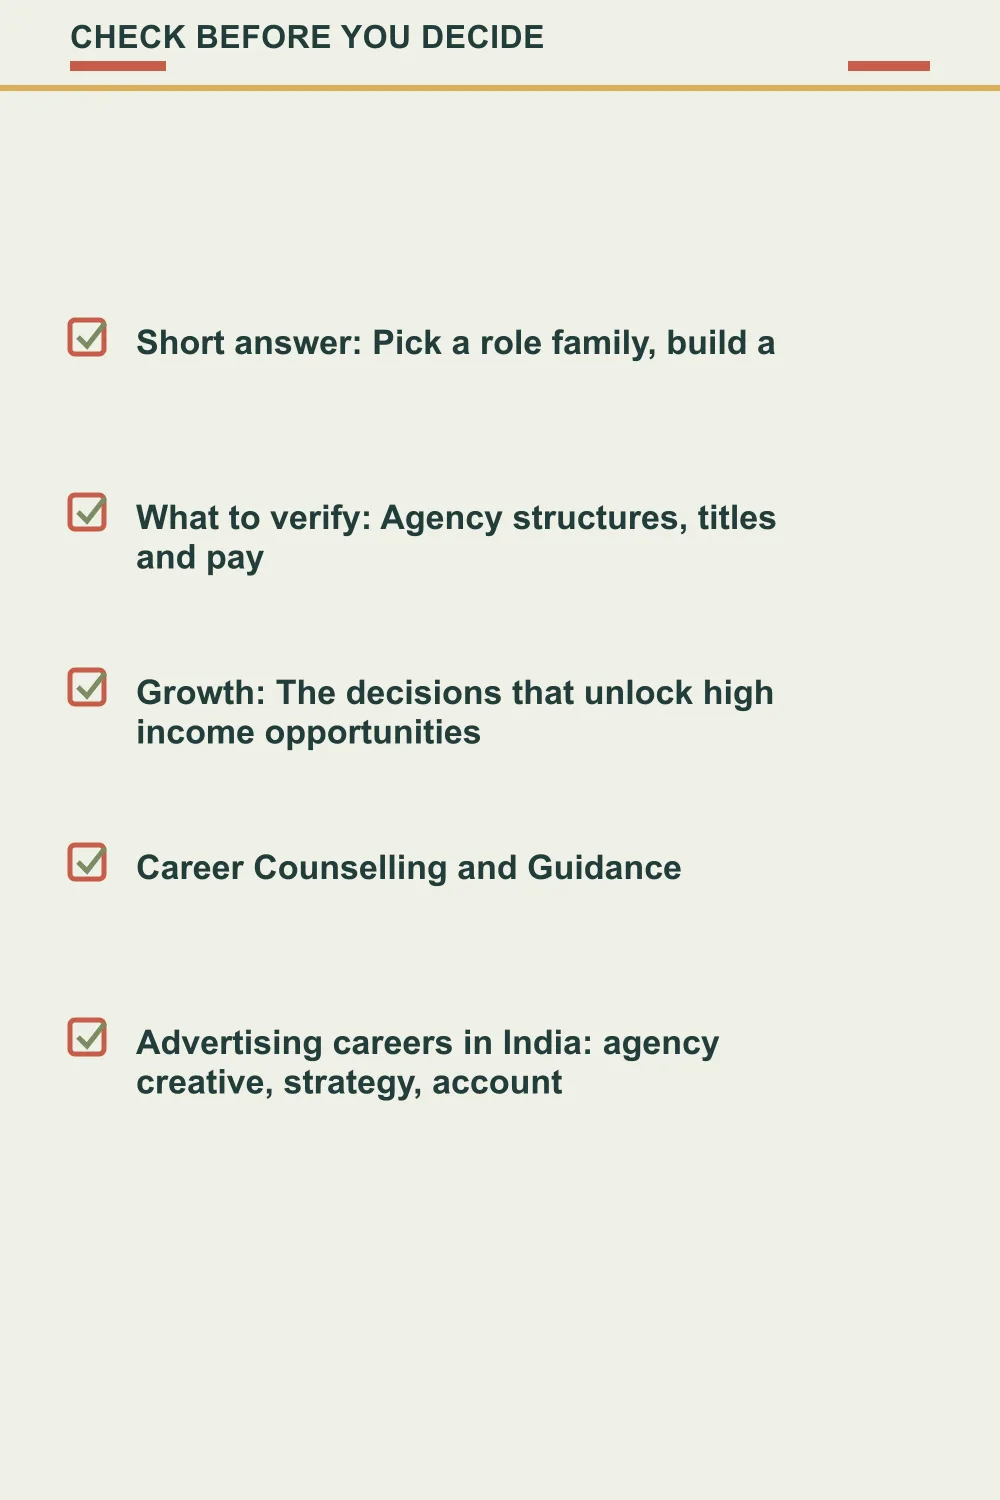 CHECK BEFORE YOU DECIDE
Short answer: Pick a role family, build a
What to verify: Agency structures, titles
and pay
Growth: The decisions that unlock high
income opportunities
Career Counselling and Guidance
Advertising careers in India: agency
creative, strategy, account